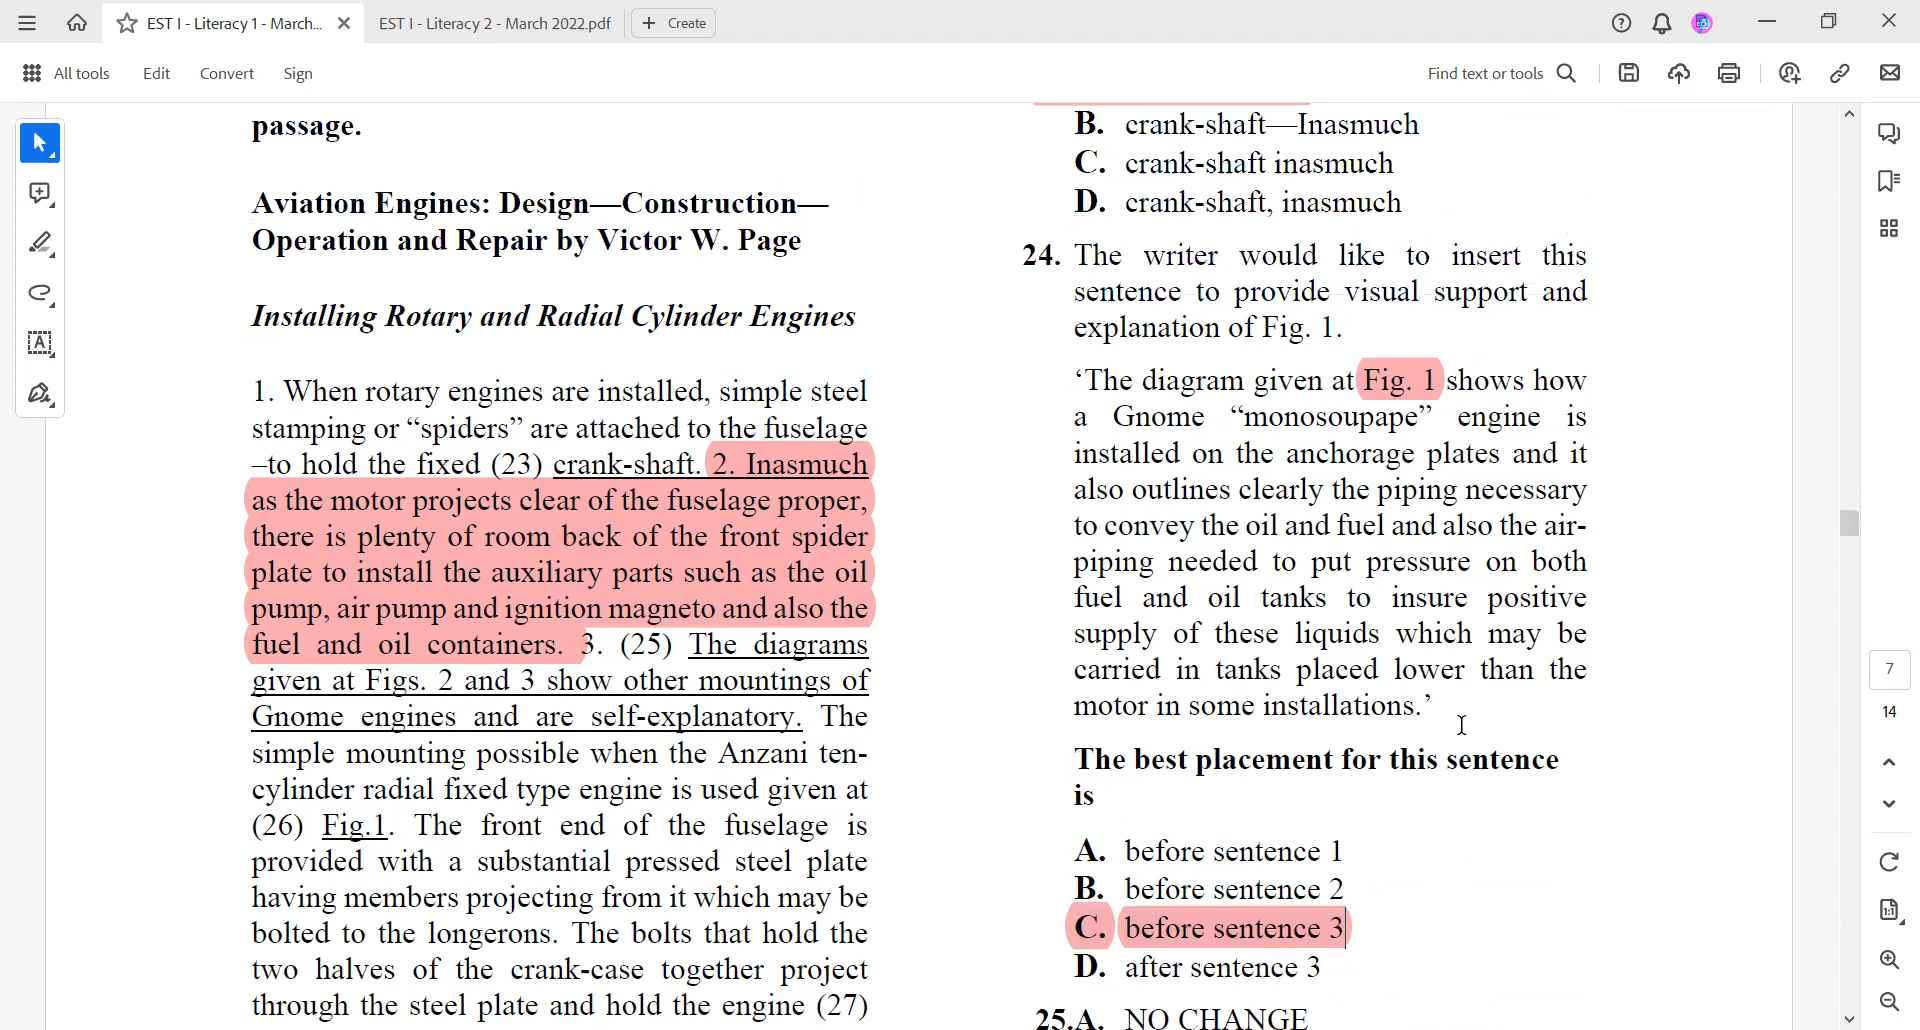 EST I - Literacy 1 - March...
EST I - Literacy 2 - March 2022.pdf
Create
All tools
Edit
Convert
Sign
Find text or tools
passage.
Aviation Engines: Design—Construction—
Operation and Repair by Victor W. Page
Installing Rotary and Radial Cylinder Engines
1. When rotary engines are installed, simple steel
stamping or “spiders” are attached to the fuselage
–to hold the fixed (23) crank-shaft. 2. Inasmuch
as the motor projects clear of the fuselage proper,
there is plenty of room back of the front spider
plate to install the auxiliary parts such as the oil
pump, air pump and ignition magneto and also the
fuel and oil containers. 3. (25) The diagrams
given at Figs. 2 and 3 show other mountings of
Gnome engines and are self-explanatory. The
simple mounting possible when the Anzani ten-
cylinder radial fixed type engine is used given at
(26) Fig.1. The front end of the fuselage is
provided with a substantial pressed steel plate
having members projecting from it which may be
bolted to the longerons. The bolts that hold the
two halves of the crank-case together project
through the steel plate and hold the engine (27)
B. crank-shaft—Inasmuch
C. crank-shaft inasmuch
D. crank-shaft, inasmuch
24. The writer would like to insert this
sentence to provide visual support and
explanation of Fig. 1.
‘The diagram given at Fig. 1 shows how
a Gnome “monosoupape” engine is
installed on the anchorage plates and it
also outlines clearly the piping necessary
to convey the oil and fuel and also the air-
piping needed to put pressure on both
fuel and oil tanks to insure positive
supply of these liquids which may be
carried in tanks placed lower than the
motor in some installations.’
The best placement for this sentence
is
A. before sentence 1
B. before sentence 2
C. before sentence 3
D. after sentence 3
25.A. NO CHANGE
7
14